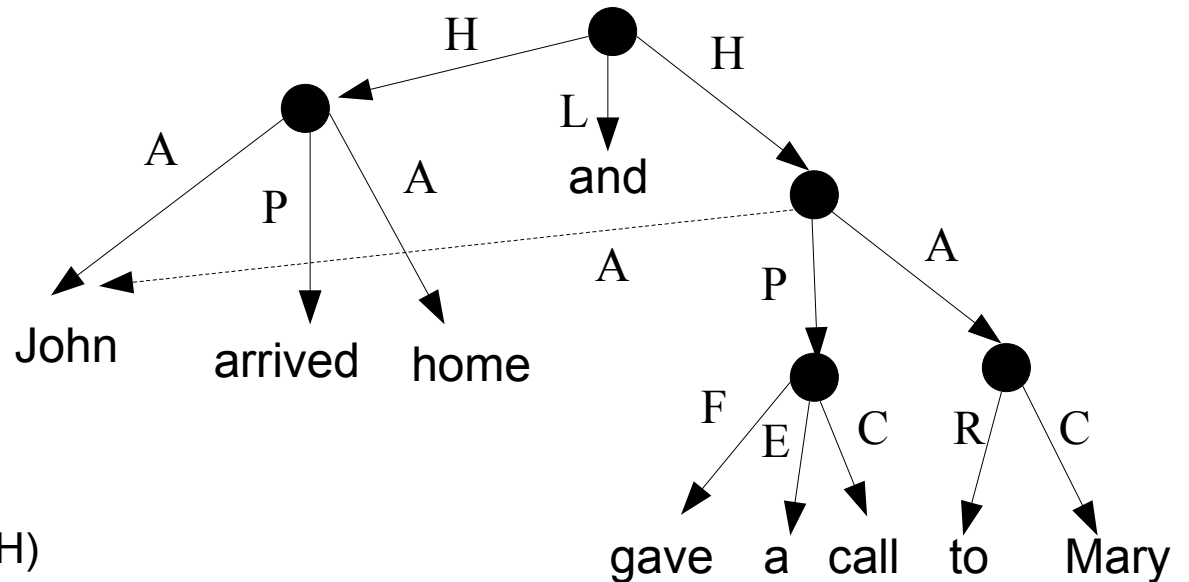 H
H
L
and
A
P
A
A
A
P
John
arrived
home
F
E
C
R
C
gave a call to Mary
H)